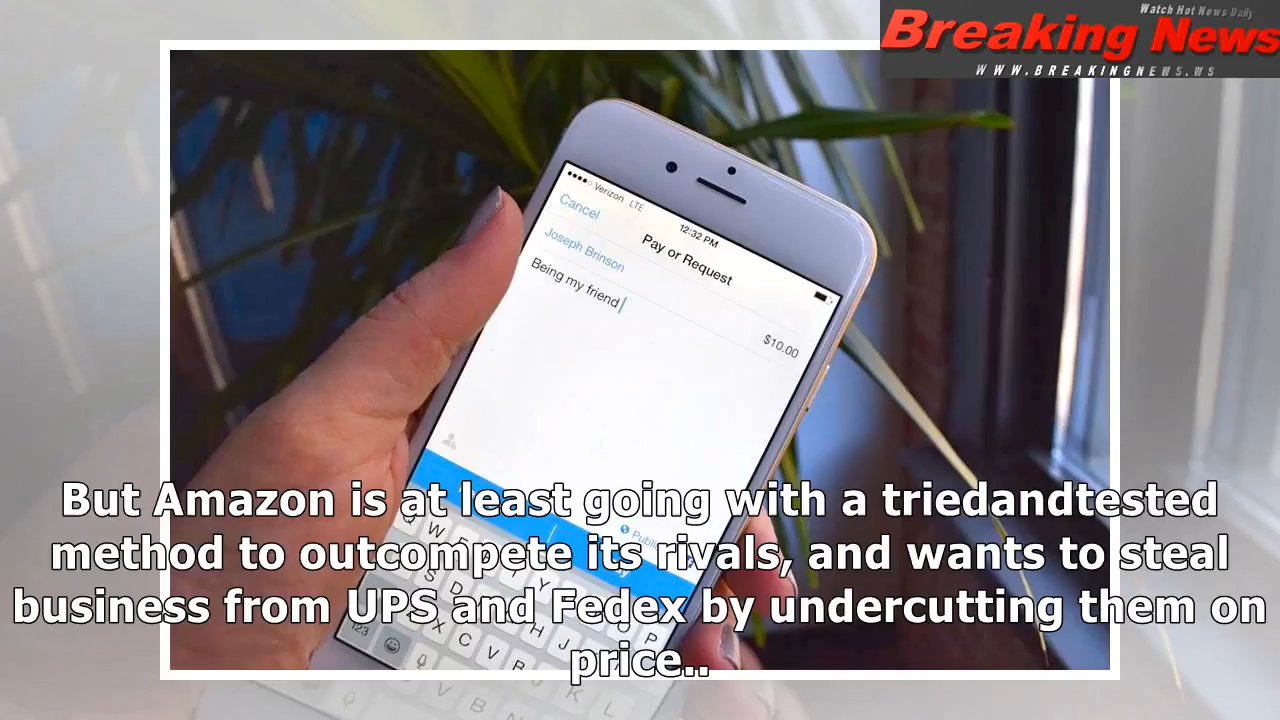 Watch Hot News Daily
Breaking News
WWW.BREAKINGNEWS.WS
Verizon LTE
12:32 PM
Cancel
Pay or Request
Joseph Brinson
Being my friend
$10.00
But Amazon is at least going with a triedandtested
method to outcompete its rivals, and wants to steal
business from UPS and Fedex by undercutting them on
price..